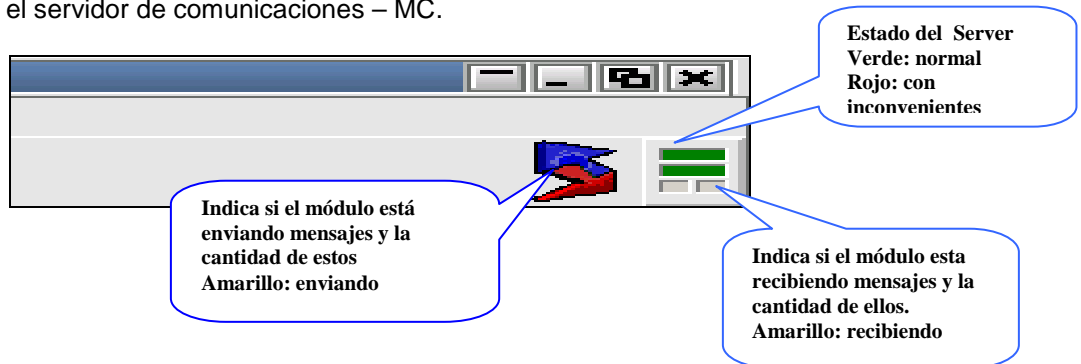 el servidor de comunicaciones – MC.
Estado del Server
Verde: normal
Rojo: con
inconvenientes
Indica si el módulo está
enviando mensajes y la
cantidad de estos
Amarillo: enviando
Indica si el módulo esta
recibiendo mensajes y la
cantidad de ellos.
Amarillo: recibiendo